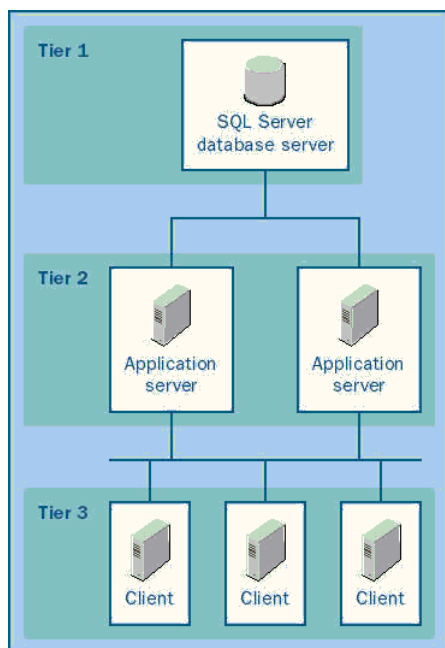 Tier 1
SQL Server
database server
Tier 2
Application
server
Application
server
Tier 3
Client
Client
Client